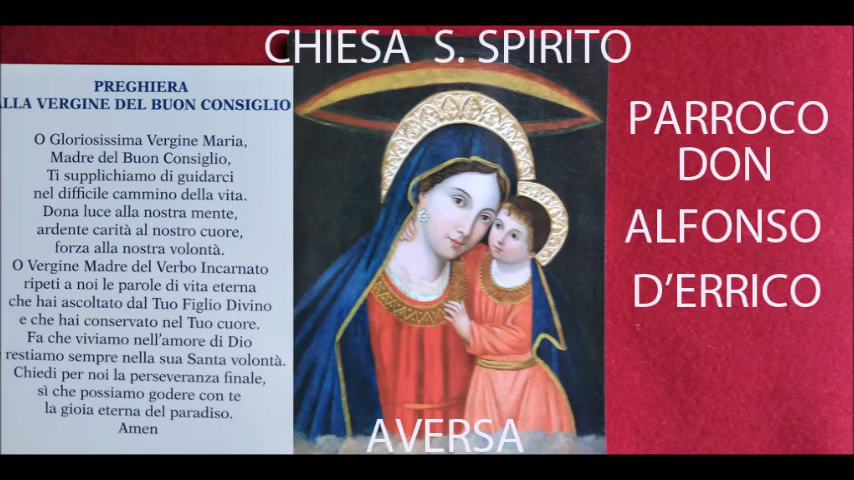 CHIESA S. SPIRITO
PREGHIERA
ALLA VERGINE DEL BUON CONSIGLIO
O Gloriosissima Vergine Maria,
Madre del Buon Consiglio,
Ti supplichiamo di guidarci
nel difficile cammino della vita.
Dona luce alla nostra mente,
ardente carità al nostro cuore,
forza alla nostra volontà.
O Vergine Madre del Verbo Incarnato
ripeti a noi le parole di vita eterna
che hai ascoltato dal Tuo Figlio Divino
e che hai conservato nel Tuo cuore.
Fa che viviamo nell'amore di Dio
restiamo sempre nella sua Santa volontà.
Chiedi per noi la perseveranza finale,
sì che possiamo godere con te
la gioia eterna del paradiso.
Amen
PARROCO
DON
ALFONSO
D'ERRICO
AVERSA